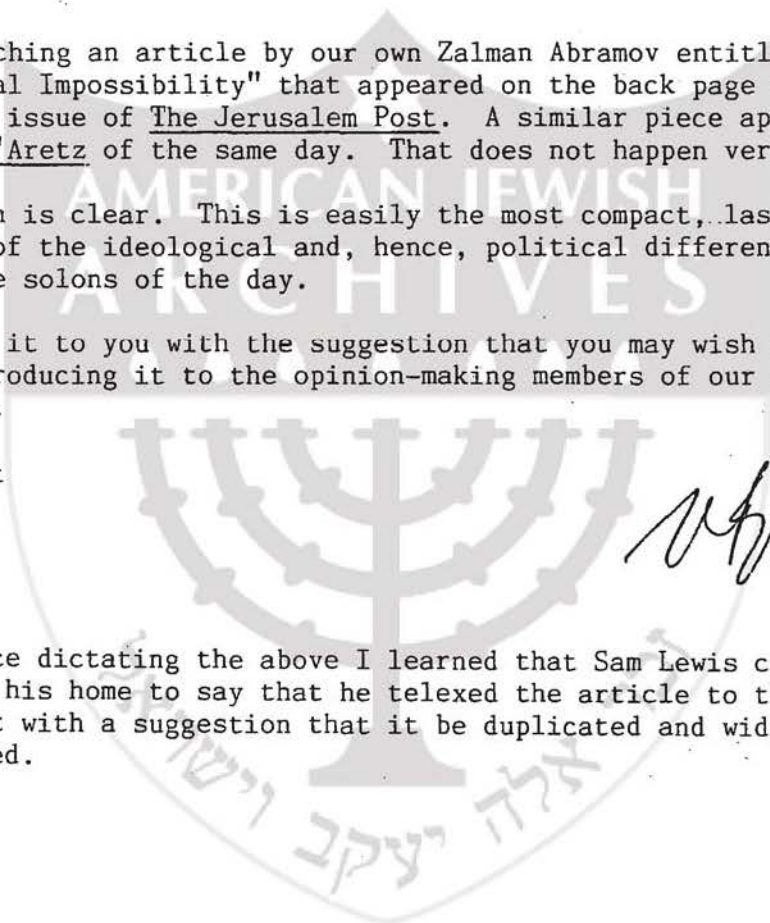 ching an article by our own Zalman Abramov entitl
al Impossibility" that appeared on the back page
issue of The Jerusalem Post. A similar piece ap
'Aretz of the same day. That does not happen ver
AMERICAN JEWISH
n is clear. This is easily the most compact, las
of the ideological and, hence, political differen
e solons of the day.
ARCHIVES
it to you with the suggestion that you may wish
roducing it to the opinion-making members of our
ce dictating the above I learned that Sam Lewis c
his home to say that he telexed the article to t
t with a suggestion that it be duplicated and wid
ed.
זכר אלה יעקב וישראל